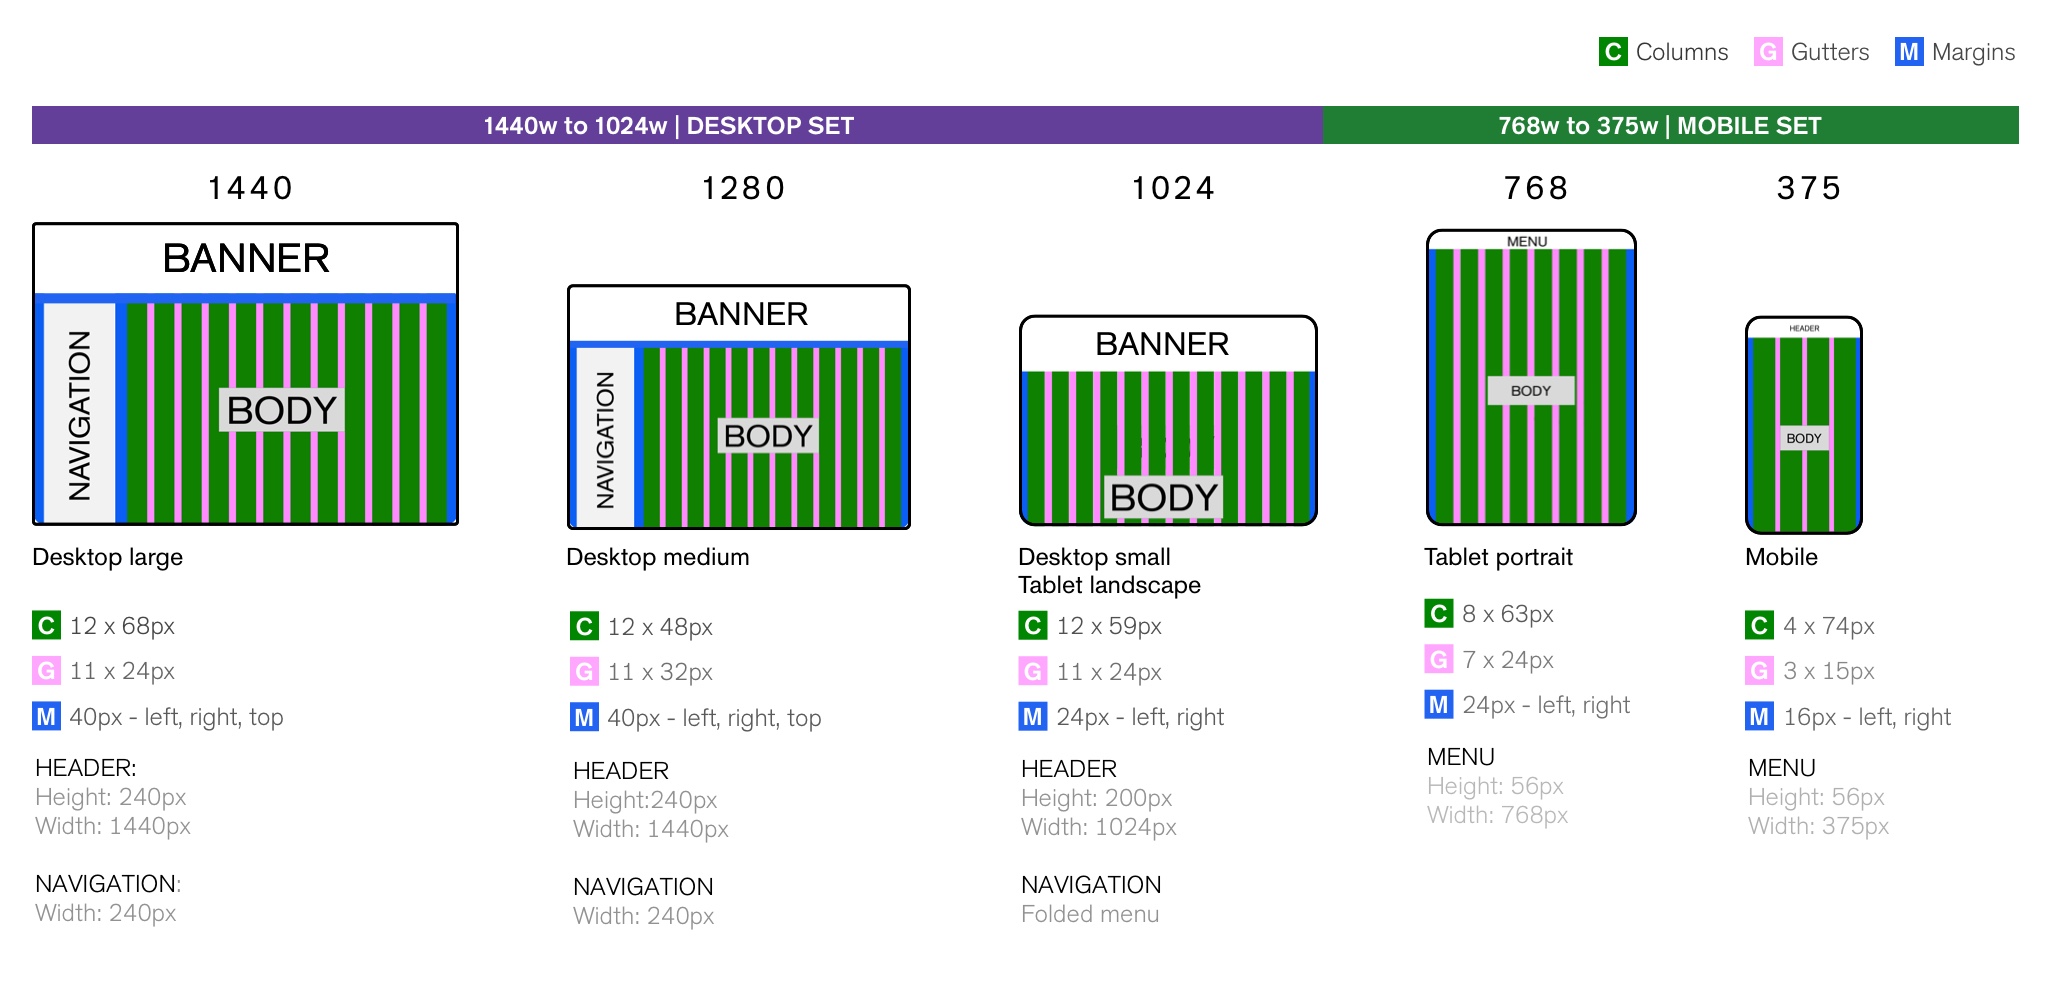 C Columns G Gutters M Margins
1440w to 1024w | DESKTOP SET
768w to 375w | MOBILE SET
1440
BANNER
NAVIGATION
BODY
Desktop large
C 12 x 68px
G 11 x 24px
M 40px - left, right, top
HEADER:
Height: 240px
Width: 1440px
NAVIGATION:
Width: 240px
1280
BANNER
NAVIGATION
BODY
Desktop medium
C 12 x 48px
G 11 x 32px
M 40px - left, right, top
HEADER
Height:240px
Width: 1440px
NAVIGATION
Width: 240px
1024
BANNER
BODY
Desktop small
Tablet landscape
C 12 x 59px
G 11 x 24px
M 24px - left, right
HEADER
Height: 200px
Width: 1024px
NAVIGATION
Folded menu
768
MENU
BODY
Tablet portrait
C 8 x 63px
G 7 x 24px
M 24px - left, right
MENU
Height: 56px
Width: 768px
375
HEADER
BODY
Mobile
C 4 x 74px
G 3 x 15px
M 16px - left, right
MENU
Height: 56px
Width: 375px